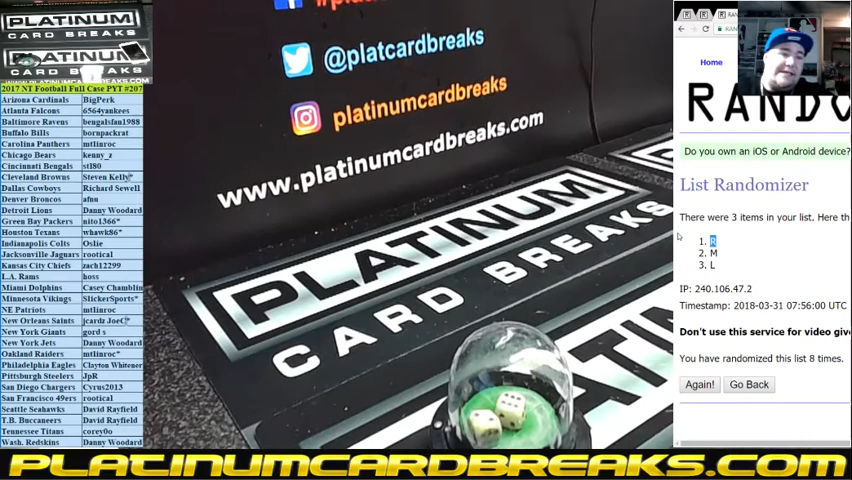 PLATINUM
CARD BREAKS
CARD BREAKS
2017 NT Football Full Case PYT #207
Arizona Cardinals BigPerk
Atlanta Falcons 6564yankees
Baltimore Ravens bengalsfan1988
Buffalo Bills bornpackrat
Carolina Panthers mtlinroc
Chicago Bears kenny_z
Cincinnati Bengals stl80
Cleveland Browns Steven Kelly*
Dallas Cowboys Richard Sewell
Denver Broncos afnu
Detroit Lions Danny Woodard
Green Bay Packers nito1366*
Houston Texans whawk86*
Indianapolis Colts Oslie
Jacksonville Jaguars rootical
Kansas City Chiefs zach12299
L.A. Rams hoss
Miami Dolphins Casey Chamblin
Minnesota Vikings SlickerSports*
NE Patriots mtlinroc
New Orleans Saints jcardz JoeC*
New York Giants gord s
New York Jets Danny Woodard
Oakland Raiders mtlinroc*
Philadelphia Eagles Clayton Whitener
Pittsburgh Steelers JpR
San Diego Chargers Cyrus2013
San Francisco 49ers rootical
Seattle Seahawks David Rayfield
T.B. Buccaneers David Rayfield
Tennessee Titans corey0o
Wash. Redskins Danny Woodard
@platcardbreaks
platinumcardbreaks
www.platinumcardbreaks.com
PLATINUM
CARD BREAKS
Home
RANDO
Do you own an iOS or Android device?
List Randomizer
There were 3 items in your list. Here th
1. R
2. M
3. L
IP: 240.106.47.2
Timestamp: 2018-03-31 07:56:00 UTC
Don't use this service for video give
You have randomized this list 8 times.
Again!
Go Back
PLATINUMCARDBREAKS.COM